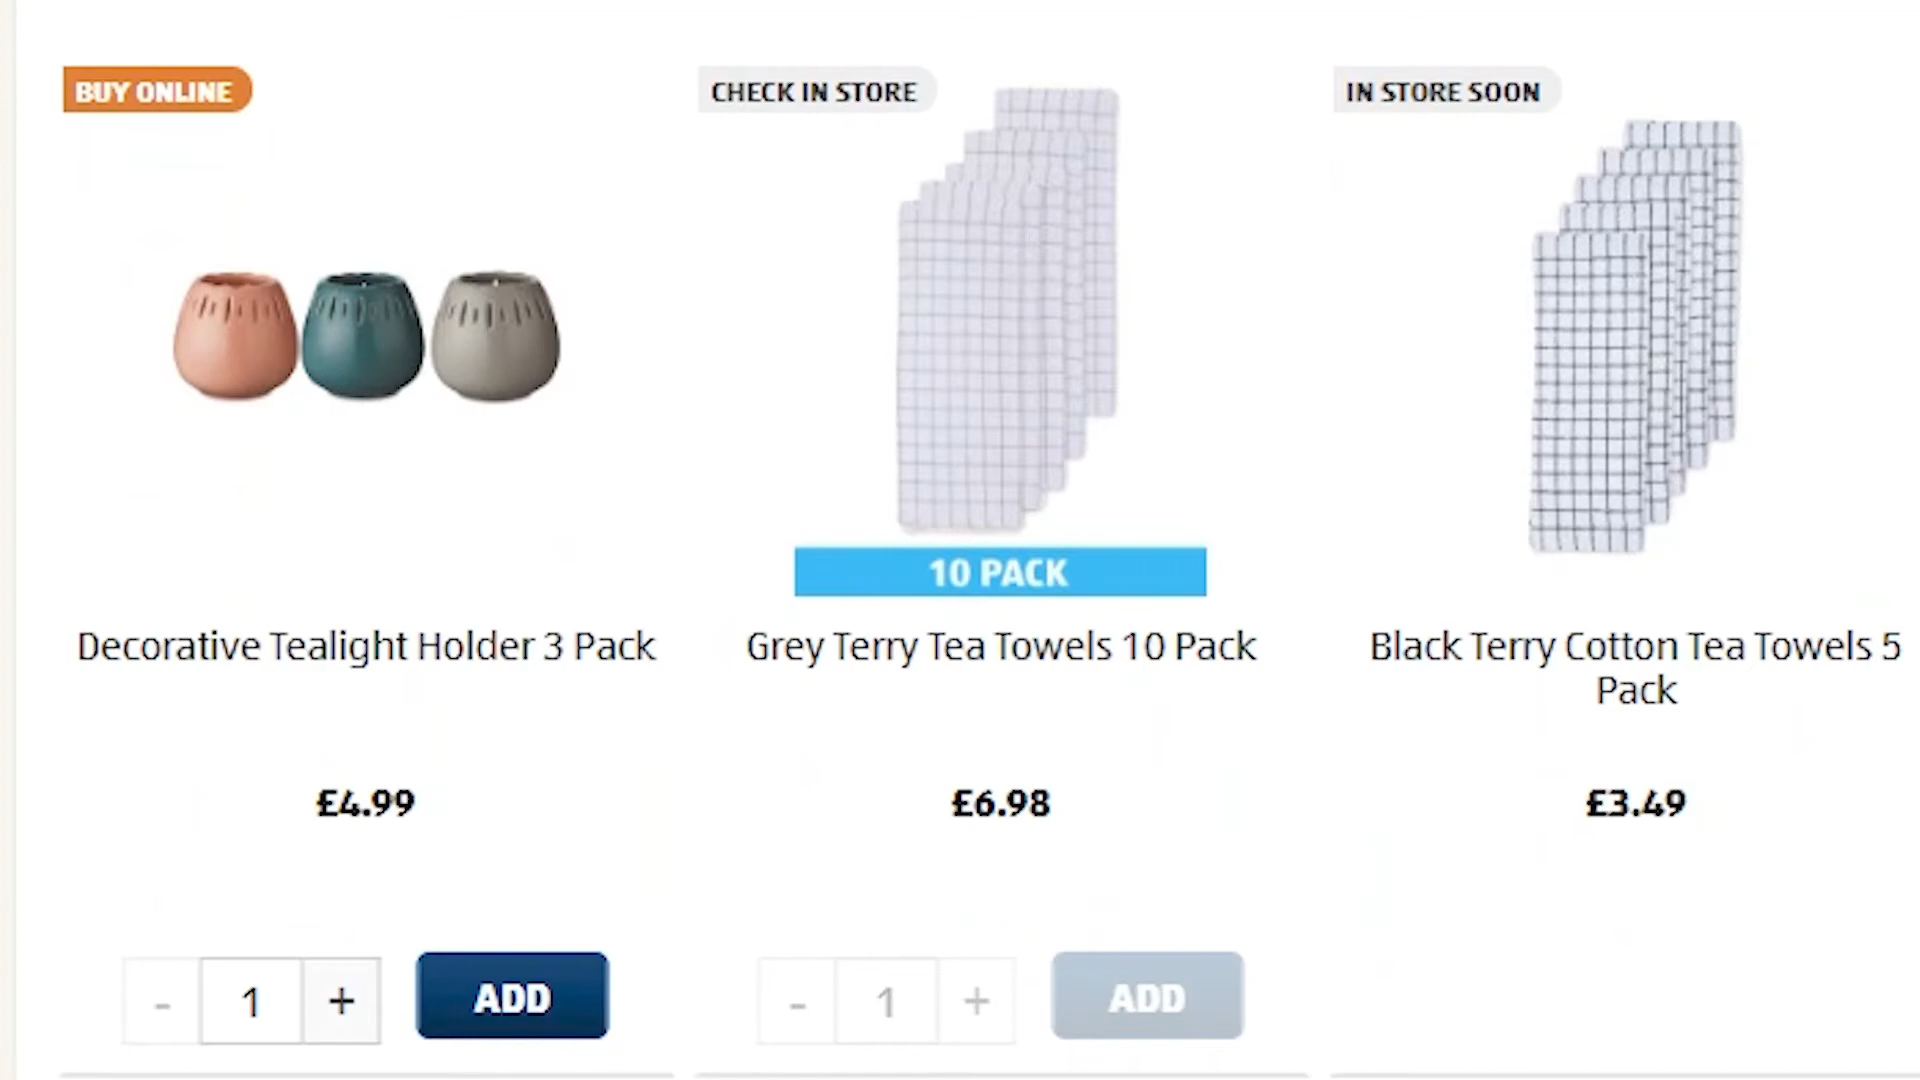 BUY ONLINE
CHECK IN STORE
IN STORE SOON
10 PACK
Decorative Tealight Holder 3 Pack
Grey Terry Tea Towels 10 Pack
Black Terry Cotton Tea Towels 5
Pack
£4.99
£6.98
£3.49
- 1 +
ADD
- 1 +
ADD